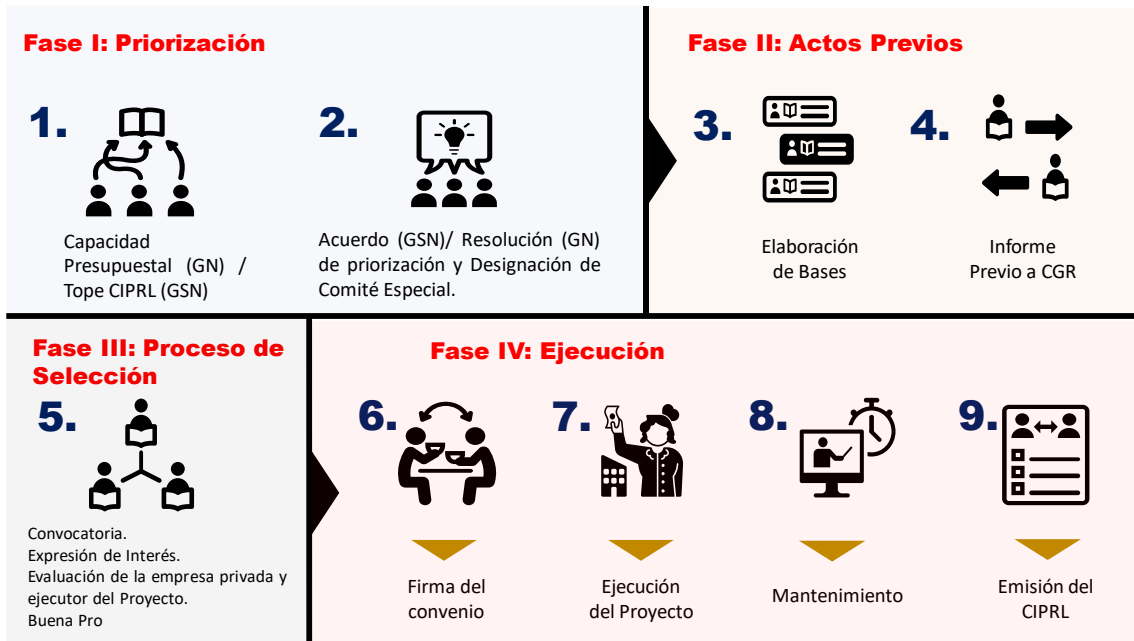 Fase I: Priorización
1.
Capacidad
Presupuestal (GN) /
Tope CIPRL (GSN)
2.
Acuerdo (GSN)/ Resolución (GN)
de priorización y Designación de
Comité Especial.
Fase II: Actos Previos
3.
Elaboración
de Bases
4.
Informe
Previo a CGR
Fase III: Proceso de
Selección
5.
Convocatoria.
Expresión de Interés.
Evaluación de la empresa privada y
ejecutor del Proyecto.
Buena Pro
Fase IV: Ejecución
6.
Firma del
convenio
7.
Ejecución
del Proyecto
8.
Mantenimiento
9.
Emisión del
CIPRL